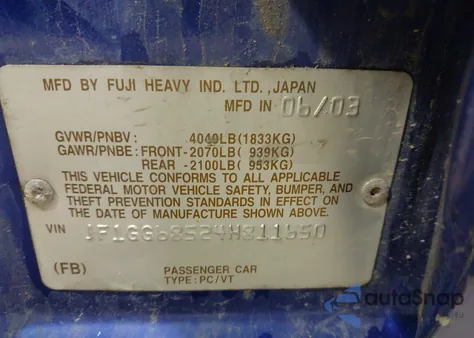 MFD BY FUJI HEAVY IND. LTD., JAPAN
MFD IN 06/03
GVWR/PNBV : 4040LB(1833KG)
GAWR/PNBE: FRONT-2070LB( 939KG)
REAR -2100LB( 953KG)
THIS VEHICLE CONFORMS TO ALL APPLICABLE
FEDERAL MOTOR VEHICLE SAFETY, BUMPER, AND
THEFT PREVENTION STANDARDS IN EFFECT ON
THE DATE OF MANUFACTURE SHOWN ABOVE.
VIN JF1GG68524H811650
(FB) PASSENGER CAR
TYPE: PC/VT
autaSnap